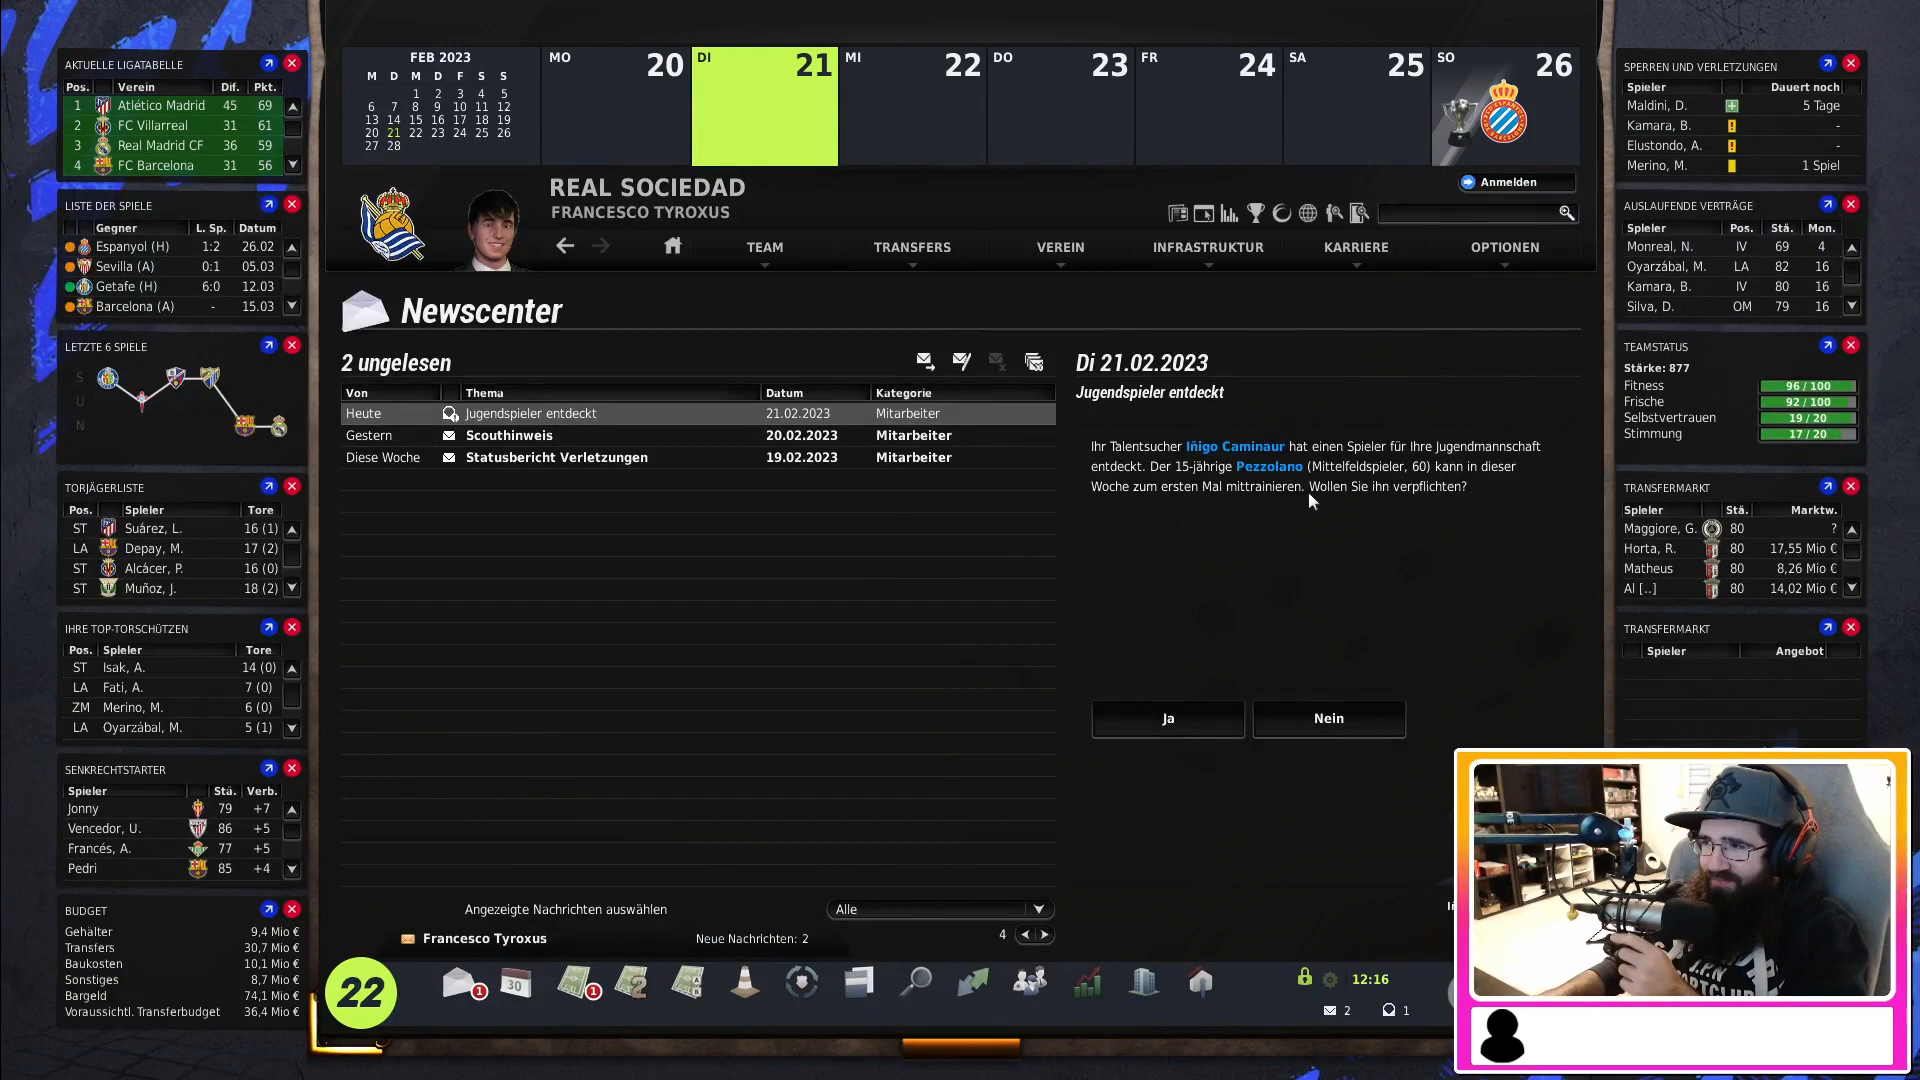 AKTUELLE LIGATABELLE
Pos. Verein Dif. Pkt.
1 Atlético Madrid 45 69
2 FC Villarreal 31 61
3 Real Madrid CF 36 59
4 FC Barcelona 31 56
LISTE DER SPIELE
Gegner L. Sp. Datum
Espanyol (H) 1:2 26.02
Sevilla (A) 0:1 05.03
Getafe (H) 6:0 12.03
Barcelona (A) - 15.03
LETZTE 6 SPIELE
S
U
N
TORJÄGERLISTE
Pos. Spieler Tore
ST Suárez, L. 16 (1)
LA Depay, M. 17 (2)
ST Alcácer, P. 16 (0)
ST Muñoz, J. 18 (2)
IHRE TOP-TORSCHÜTZEN
Pos. Spieler Tore
ST Isak, A. 14 (0)
LA Fati, A. 7 (0)
ZM Merino, M. 6 (0)
LA Oyarzábal, M. 5 (1)
SENKRECHTSTARTER
Spieler Stä. Verb.
Jonny 79 +7
Vencedor, U. 86 +5
Francés, A. 77 +5
Pedri 85 +4
BUDGET
Gehälter 9,4 Mio €
Transfers 30,7 Mio €
Baukosten 10,1 Mio €
Sonstiges 8,7 Mio €
Bargeld 74,1 Mio €
Voraussichtl. Transferbudget 36,4 Mio €
FEB 2023
M D M D F S S
1 2 3 4 5
6 7 8 9 10 11 12
13 14 15 16 17 18 19
20 21 22 23 24 25 26
27 28
MO 20 DI 21 MI 22 DO 23 FR 24 SA 25 SO 26
REAL SOCIEDAD
FRANCESCO TYROXUS
Anmelden
TEAM TRANSFERS VEREIN INFRASTRUKTUR KARRIERE OPTIONEN
Newscenter
2 ungelesen
Von Thema Datum Kategorie
Heute Jugendspieler entdeckt 21.02.2023 Mitarbeiter
Gestern Scouthinweis 20.02.2023 Mitarbeiter
Diese Woche Statusbericht Verletzungen 19.02.2023 Mitarbeiter
Di 21.02.2023
Jugendspieler entdeckt
Ihr Talentsucher Iñigo Caminaur hat einen Spieler für Ihre Jugendmannschaft
entdeckt. Der 15-jährige Pezzolano (Mittelfeldspieler, 60) kann in dieser
Woche zum ersten Mal mittrainieren. Wollen Sie ihn verpflichten?
Ja Nein
Angezeigte Nachrichten auswählen Alle
Francesco Tyroxus Neue Nachrichten: 2 4
22 1 30 1 2 12:16
2 1
SPERREN UND VERLETZUNGEN
Spieler Dauert noch
Maldini, D. 5 Tage
Kamara, B. -
Elustondo, A. -
Merino, M. 1 Spiel
AUSLAUFENDE VERTRÄGE
Spieler Pos. Stä. Mon.
Monreal, N. IV 69 4
Oyarzábal, M. LA 82 16
Kamara, B. IV 80 16
Silva, D. OM 79 16
TEAMSTATUS
Stärke: 877
Fitness 96 / 100
Frische 92 / 100
Selbstvertrauen 19 / 20
Stimmung 17 / 20
TRANSFERMARKT
Spieler Stä. Marktw.
Maggiore, G. 80 ?
Horta, R. 80 17,55 Mio €
Matheus 80 8,26 Mio €
Al [..] 80 14,02 Mio €
TRANSFERMARKT
Spieler Angebot